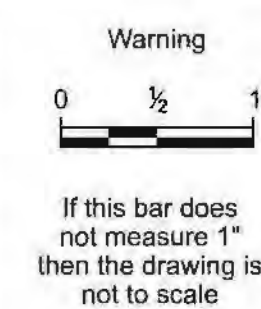 Warning
0 ½ 1
If this bar does
not measure 1"
then the drawing is
not to scale